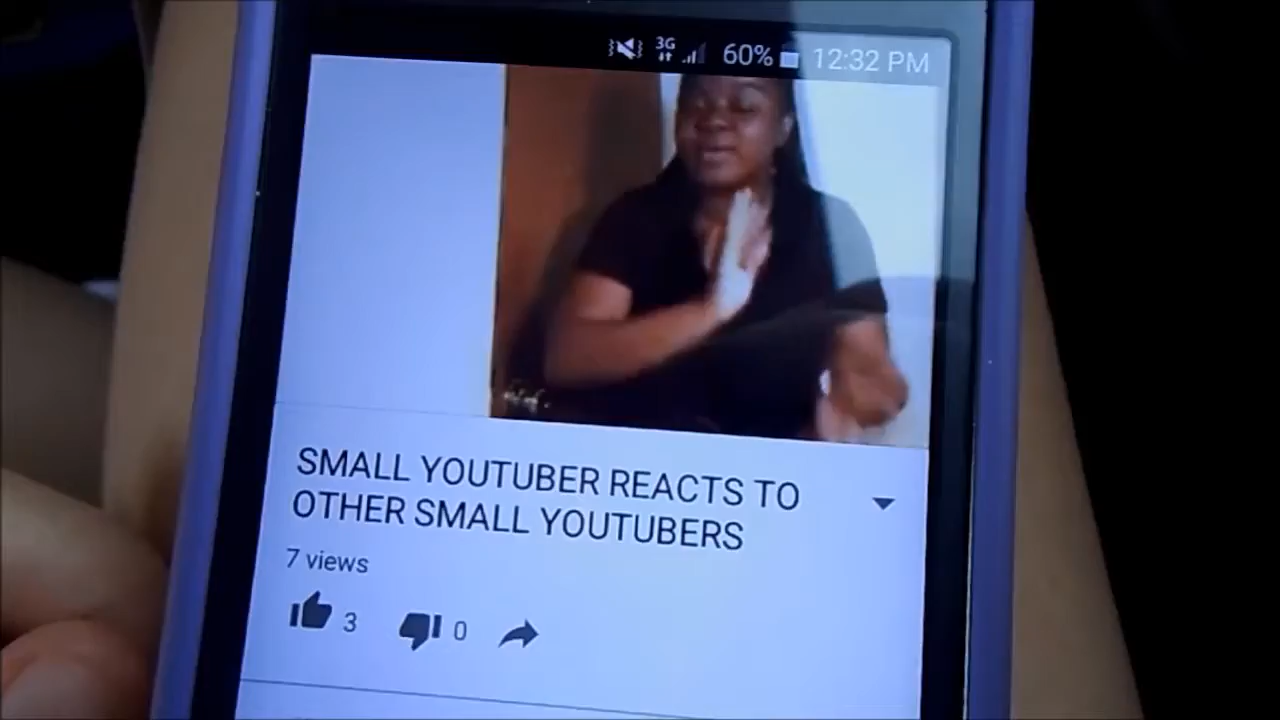 3G 60% 12:32 PM
SMALL YOUTUBER REACTS TO
OTHER SMALL YOUTUBERS
7 views
3 0